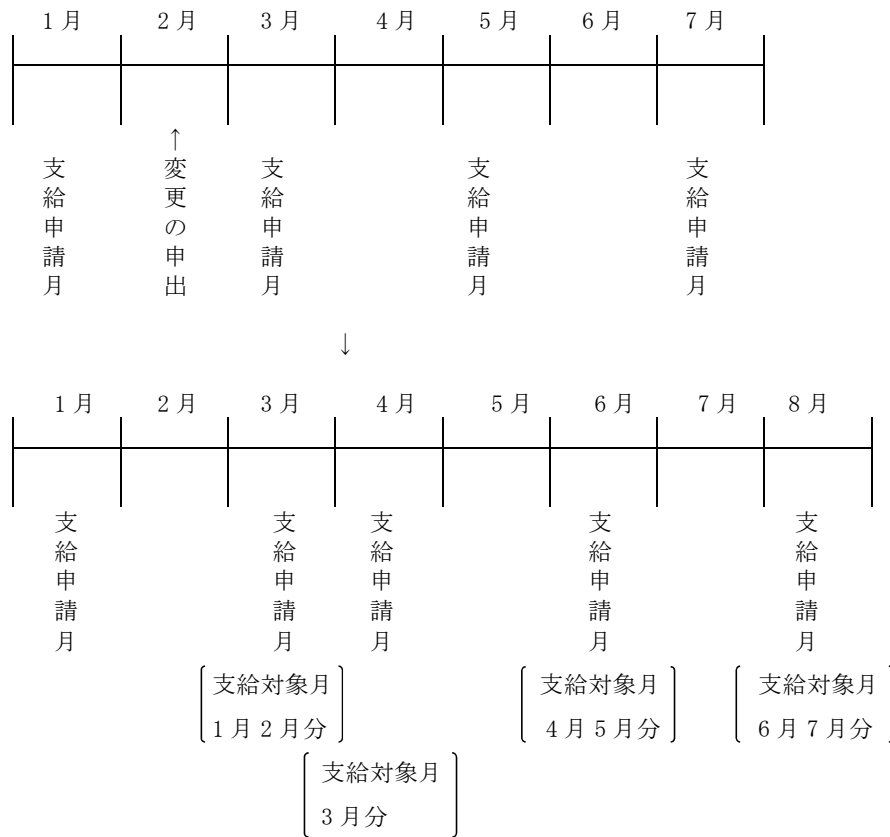 1月 2月 3月 4月 5月 6月 7月
支給申請月
↑変更の申出
支給申請月
支給申請月
支給申請月
↓
1月 2月 3月 4月 5月 6月 7月 8月
支給申請月
支給申請月
支給申請月
支給申請月
支給申請月
支給対象月
1月2月分
支給対象月
3月分
支給対象月
4月5月分
支給対象月
6月7月分